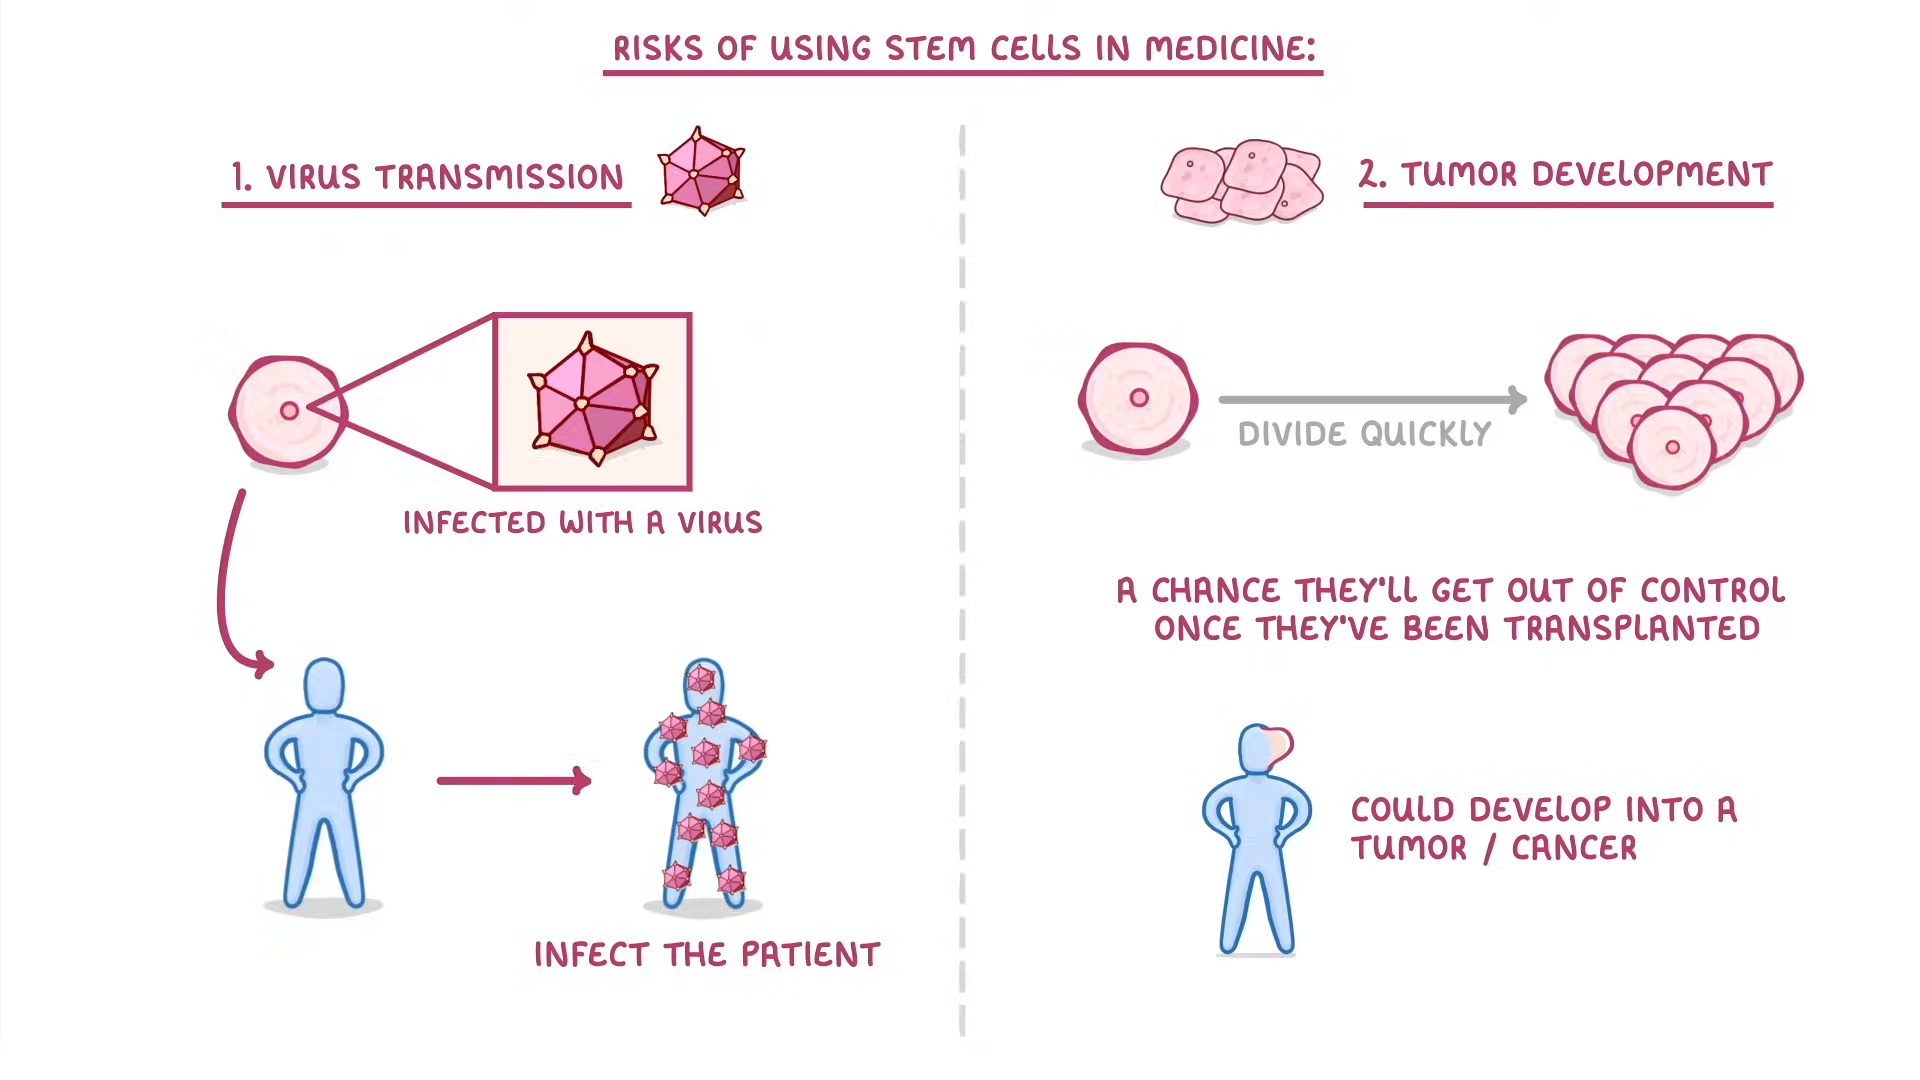 RISKS OF USING STEM CELLS IN MEDICINE:
1. VIRUS TRANSMISSION
INFECTED WITH A VIRUS
INFECT THE PATIENT
2. TUMOR DEVELOPMENT
DIVIDE QUICKLY
A CHANCE THEY'LL GET OUT OF CONTROL
ONCE THEY'VE BEEN TRANSPLANTED
COULD DEVELOP INTO A
TUMOR / CANCER